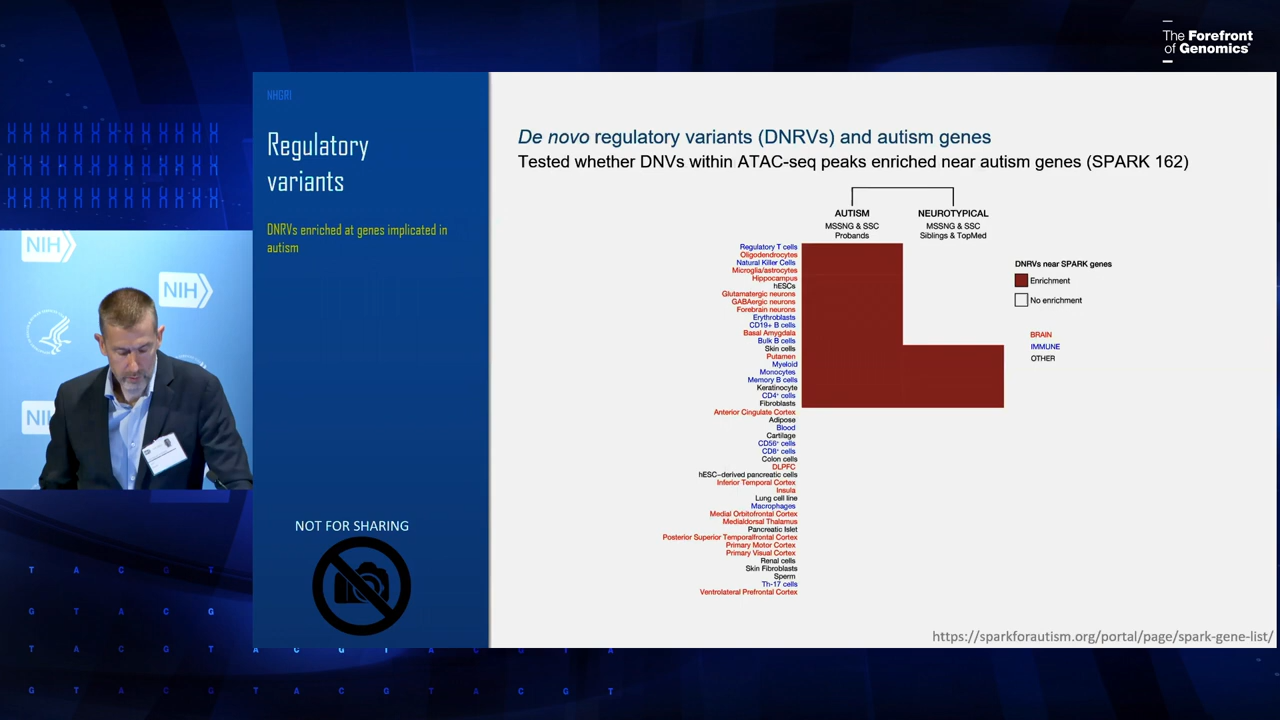 The Forefront
of Genomics®
NHGRI
Regulatory
variants
DNRVs enriched at genes implicated in
autism
NOT FOR SHARING
De novo regulatory variants (DNRVs) and autism genes
Tested whether DNVs within ATAC-seq peaks enriched near autism genes (SPARK 162)
AUTISM
MSSNG & SSC
Probands
NEUROTYPICAL
MSSNG & SSC
Siblings & TopMed
Regulatory T cells
Oligodendrocytes
Natural Killer Cells
Microglia/astrocytes
Hippocampus
hESCs
Glutamatergic neurons
GABAergic neurons
Forebrain neurons
Erythroblasts
CD19+ B cells
Basal Amygdala
Bulk B cells
Skin cells
Putamen
Myeloid
Monocytes
Memory B cells
Keratinocyte
CD4+ cells
Fibroblasts
Anterior Cingulate Cortex
Adipose
Blood
Cartilage
CD56+ cells
CD8+ cells
Colon cells
DLPFC
hESC-derived pancreatic cells
Inferior Temporal Cortex
Insula
Lung cell line
Macrophages
Medial Orbitofrontal Cortex
Medialdorsal Thalamus
Pancreatic Islet
Posterior Superior Temporalfrontal Cortex
Primary Motor Cortex
Primary Visual Cortex
Renal cells
Skin Fibroblasts
Sperm
Th-17 cells
Ventrolateral Prefrontal Cortex
DNRVs near SPARK genes
Enrichment
No enrichment
BRAIN
IMMUNE
OTHER
https://sparkforautism.org/portal/page/spark-gene-list/
NIH
NIH
NIH
T A C G T
G T A C G
T A C G T A C G T A C G T A
G T A C G T A C G T A C G T